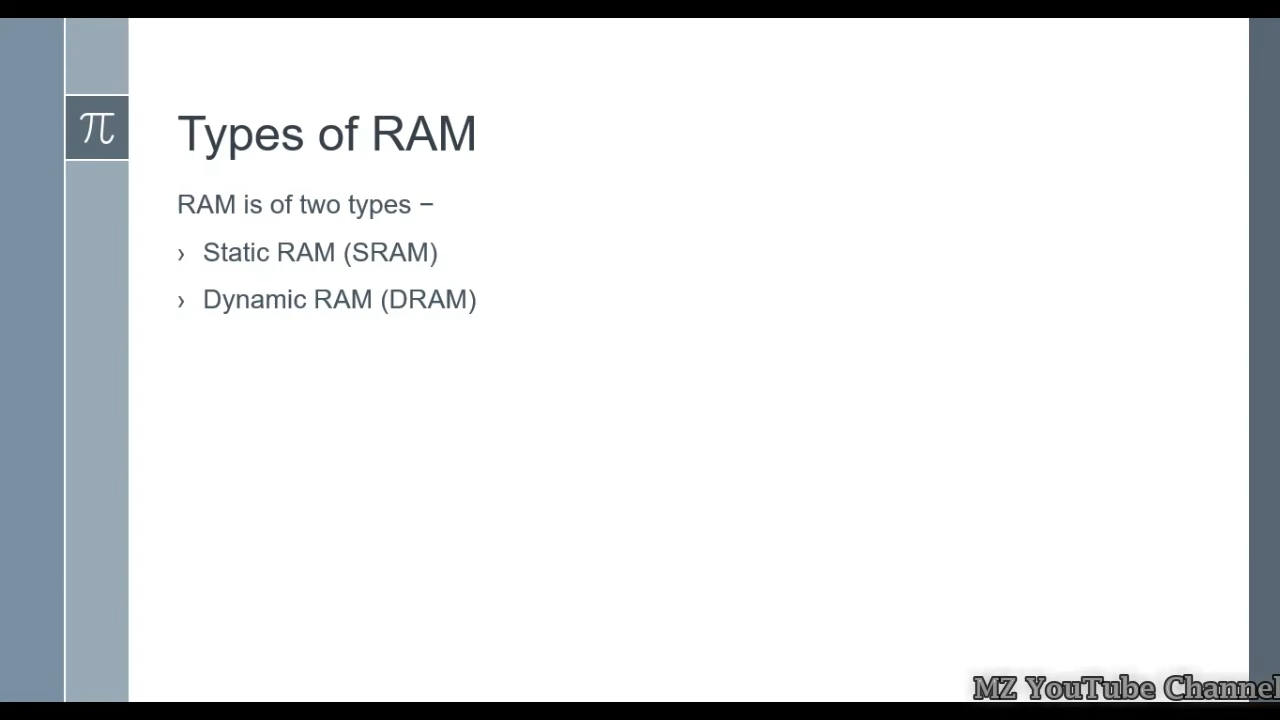 π
Types of RAM
RAM is of two types −
› Static RAM (SRAM)
› Dynamic RAM (DRAM)
MZ YouTube Channel